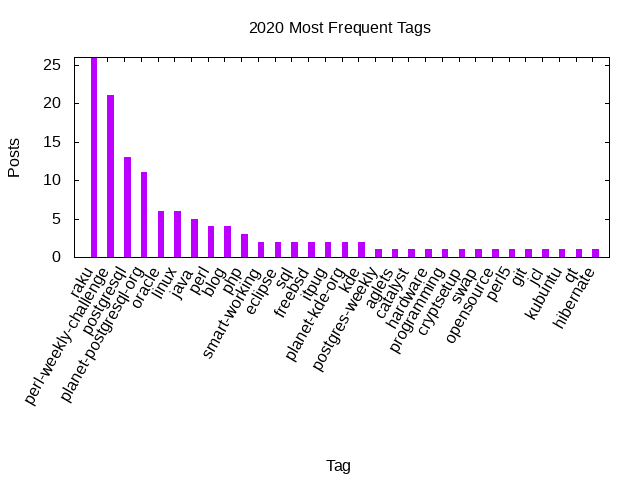 2020 Most Frequent Tags
Posts
25
20
15
10
5
0
raku
perl-weekly-challenge
postgresql
planet-postgresql-org
oracle
linux
java
perl
blog
php
smart-working
eclipse
sql
freebsd
itpug
planet-kde-org
kde
postgres-weekly
aglets
catalyst
hardware
programming
cryptsetup
swap
opensource
perl5
git
jcl
kubuntu
qt
hibernate
Tag